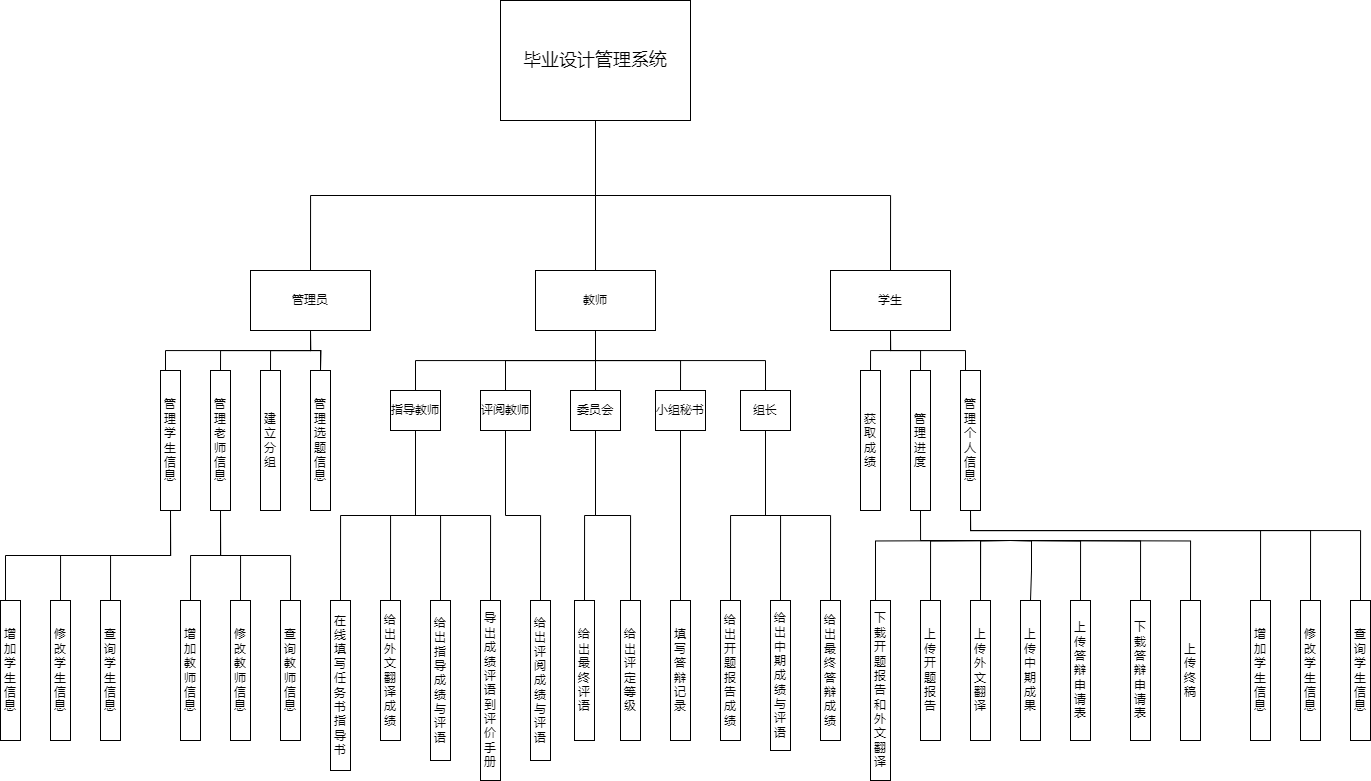 毕业设计管理系统
管理员
教师
学生
管理学生信息
管理老师信息
建立分组
管理选题信息
指导教师
评阅教师
委员会
小组秘书
组长
获取成绩
管理进度
管理个人信息
增加学生信息
修改学生信息
查询学生信息
增加教师信息
修改教师信息
查询教师信息
在线填写任务书指导书
给出外文翻译成绩
给出指导成绩与评语
导出成绩评语到评价手册
给出评阅成绩与评语
给出最终评语
给出评定等级
填写答辩记录
给出开题报告成绩
给出中期成绩与评语
给出最终答辩成绩
下载开题报告和外文翻译
上传开题报告
上传外文翻译
上传中期成果
上传答辩申请表
下载答辩申请表
上传终稿
增加学生信息
修改学生信息
查询学生信息